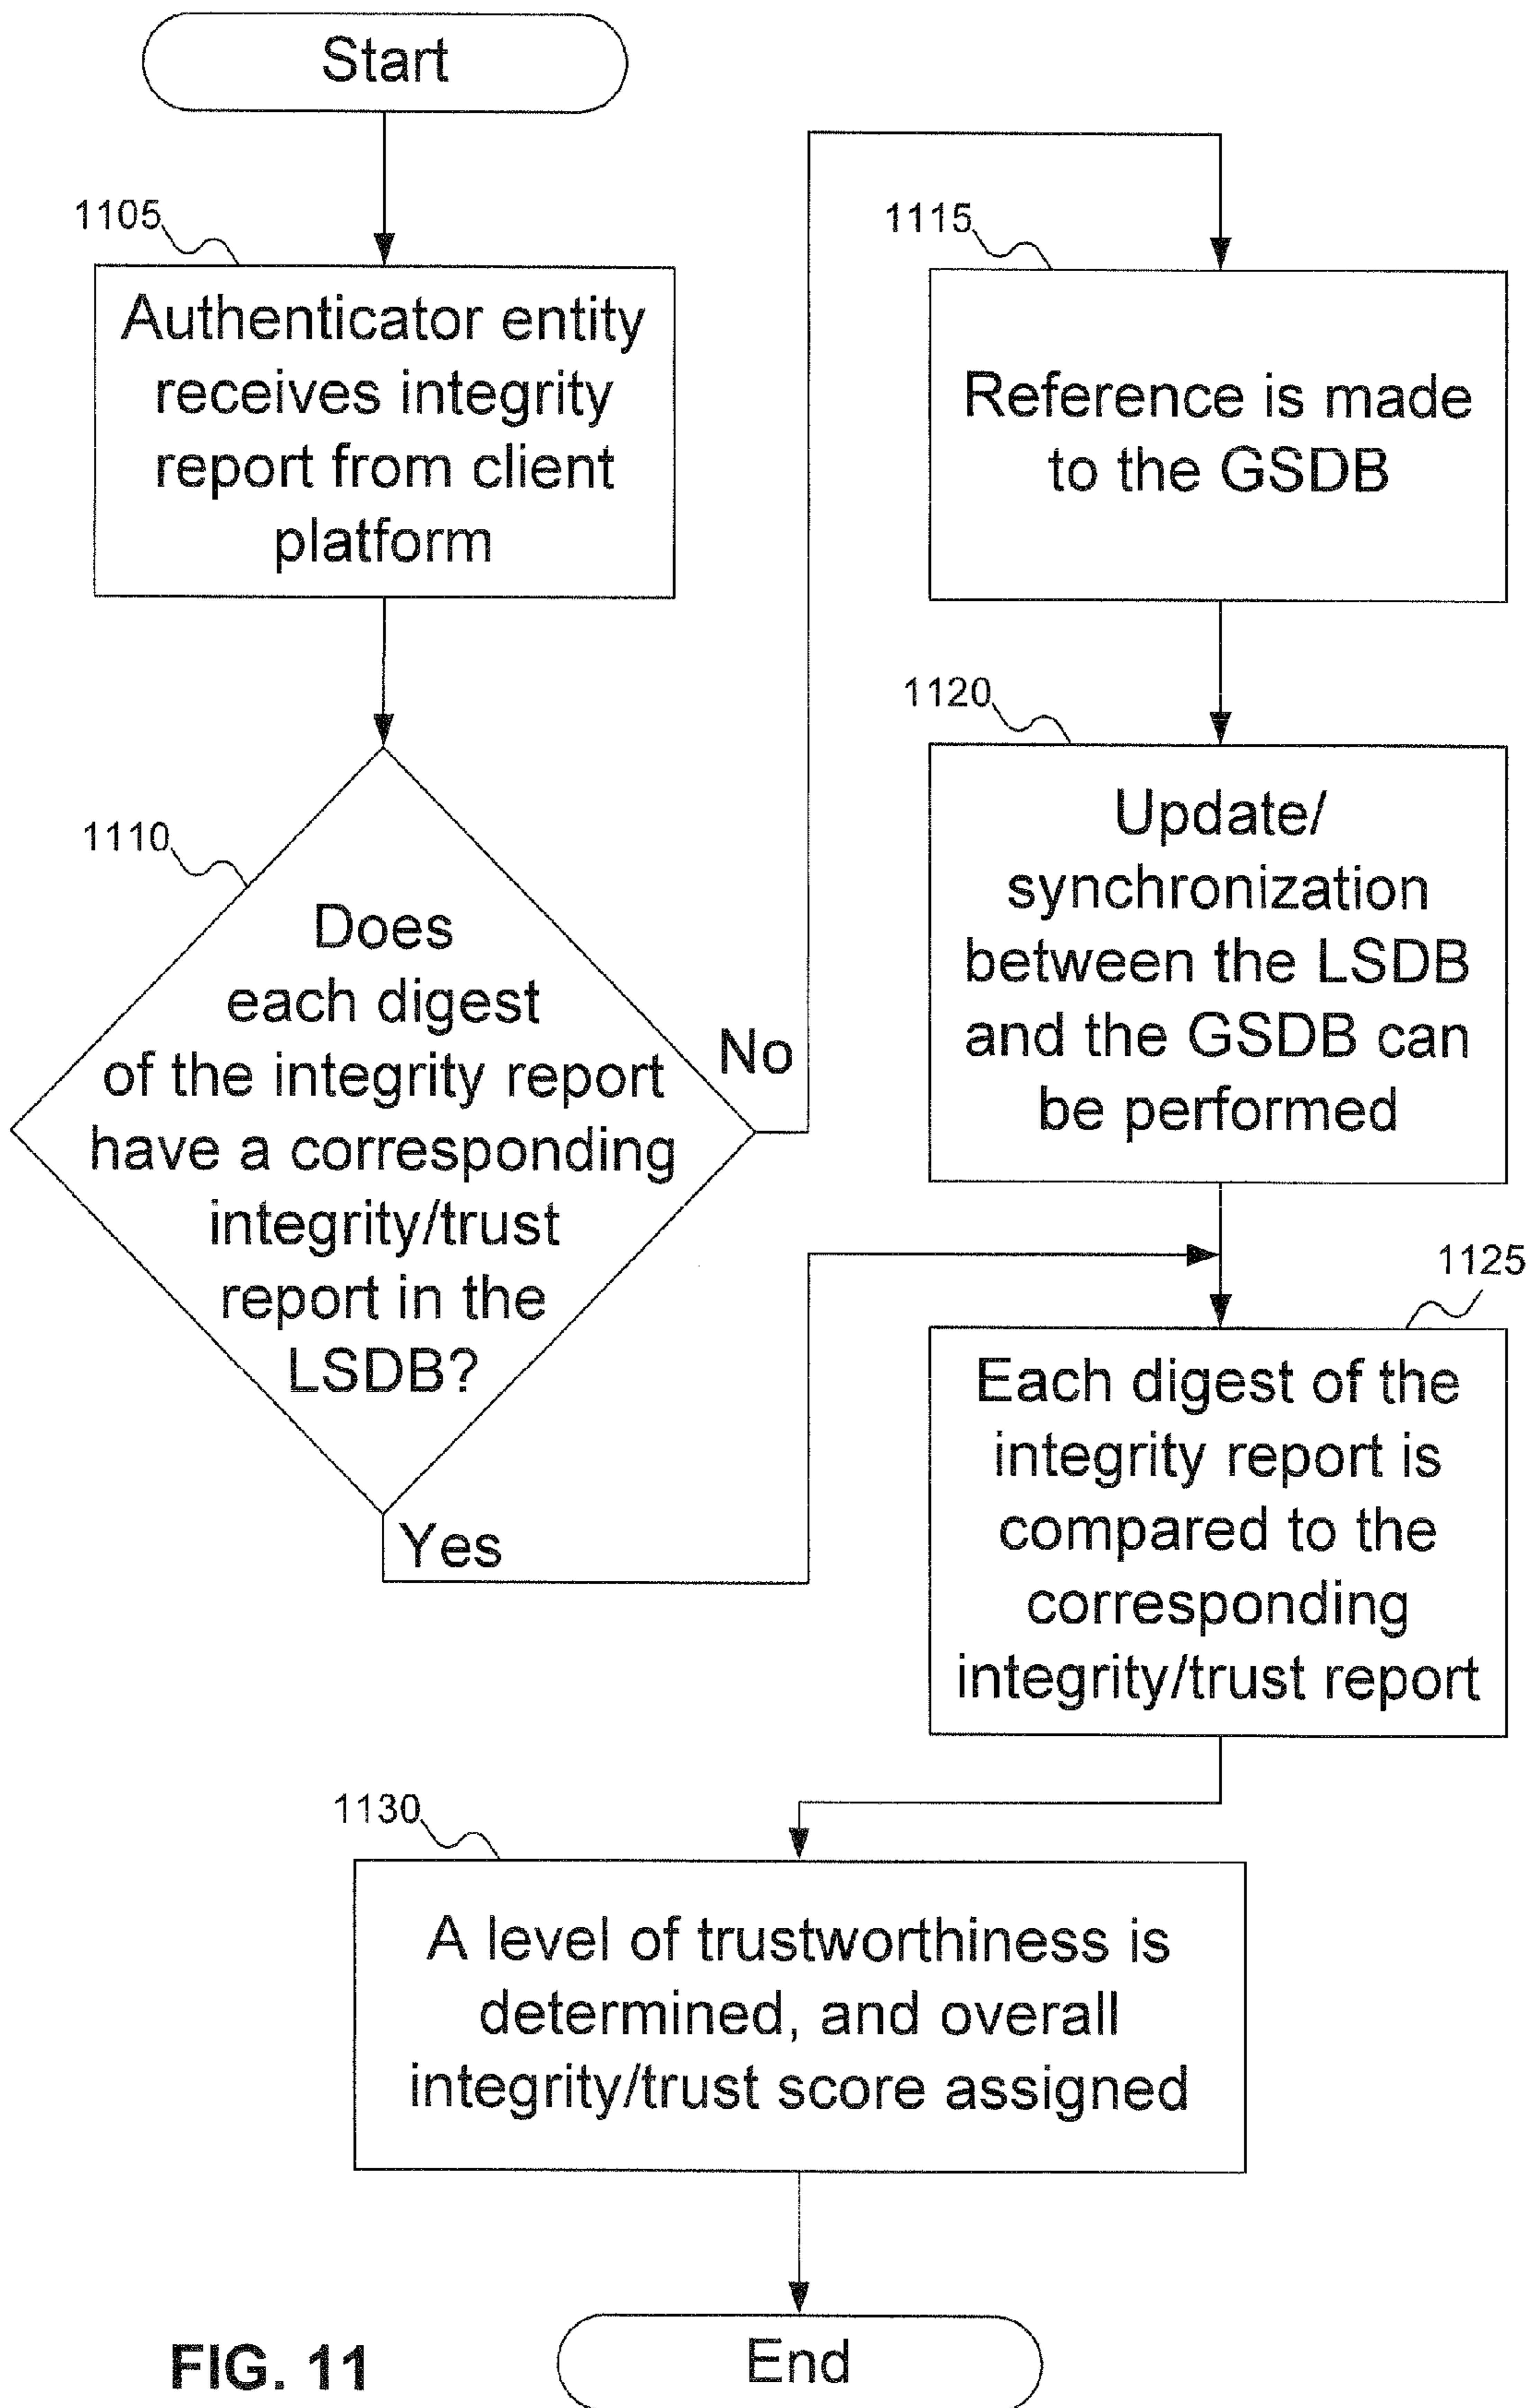 Start
1105
Authenticator entity
receives integrity
report from client
platform
1110
Does
each digest
of the integrity report
have a corresponding
integrity/trust
report in the
LSDB?
No
Yes
1115
Reference is made
to the GSDB
1120
Update/
synchronization
between the LSDB
and the GSDB can
be performed
1125
Each digest of the
integrity report is
compared to the
corresponding
integrity/trust report
1130
A level of trustworthiness is
determined, and overall
integrity/trust score assigned
End
FIG. 11